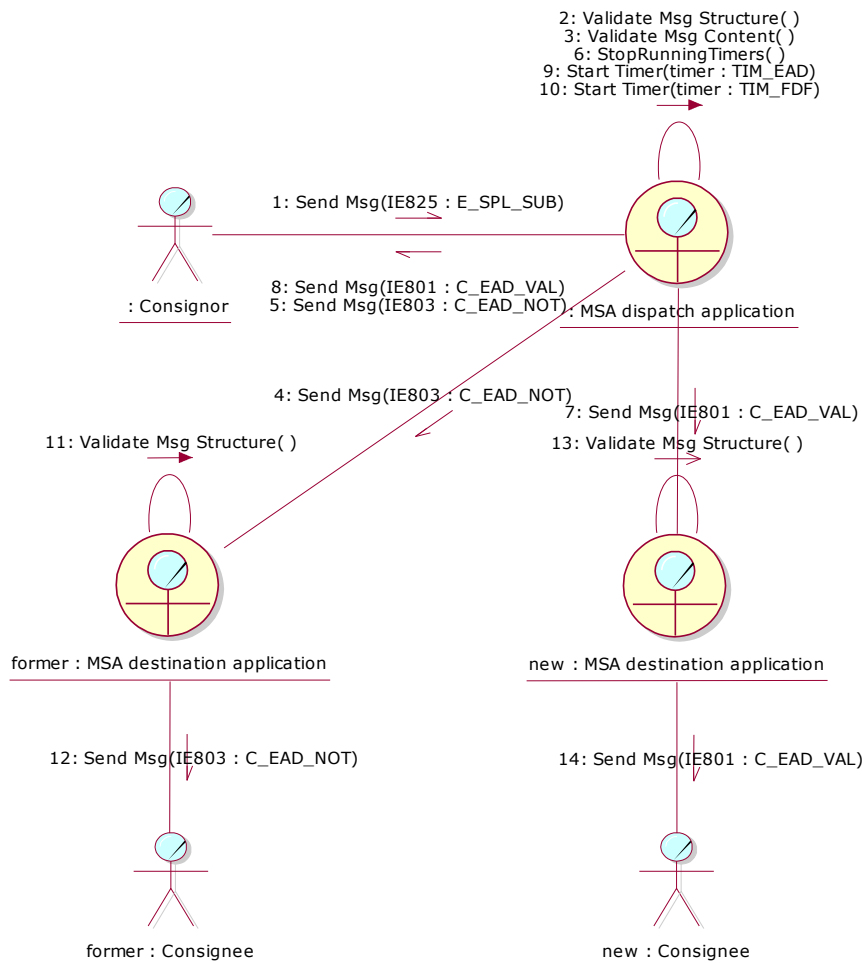 2: Validate Msg Structure( )
3: Validate Msg Content( )
6: StopRunningTimers( )
9: Start Timer(timer : TIM_EAD)
10: Start Timer(timer : TIM_FDF)
1: Send Msg(IE825 : E_SPL_SUB)
8: Send Msg(IE801 : C_EAD_VAL)
5: Send Msg(IE803 : C_EAD_NOT)
: Consignor
: MSA dispatch application
4: Send Msg(IE803 : C_EAD_NOT)
7: Send Msg(IE801 : C_EAD_VAL)
11: Validate Msg Structure( )
13: Validate Msg Structure( )
former : MSA destination application
new : MSA destination application
12: Send Msg(IE803 : C_EAD_NOT)
14: Send Msg(IE801 : C_EAD_VAL)
former : Consignee
new : Consignee